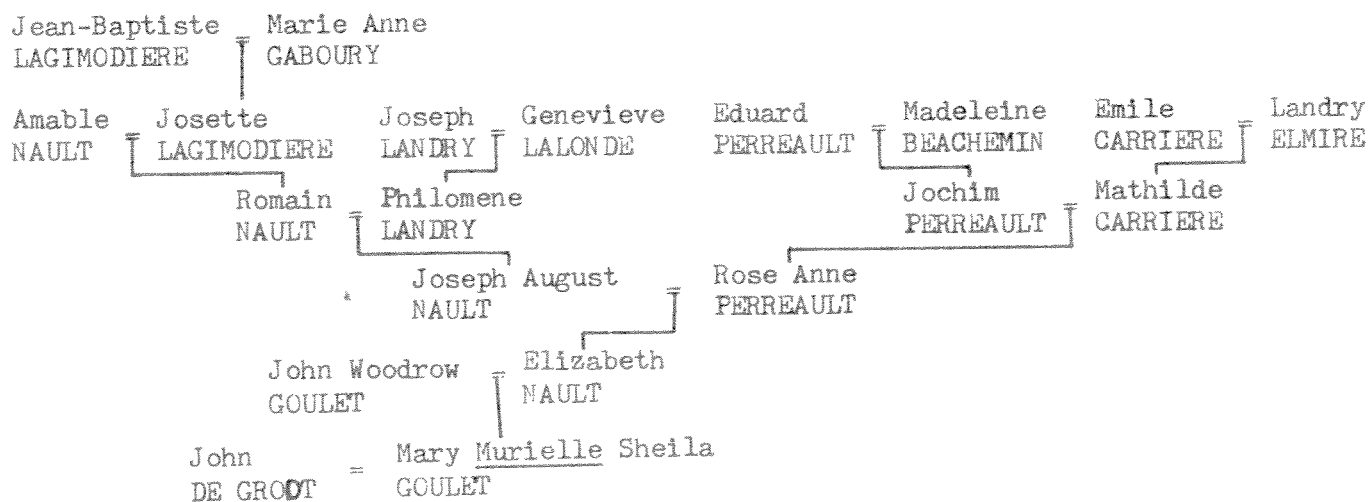 Jean-Baptiste = Marie Anne
LAGIMODIERE GABOURY
Amable = Josette Joseph = Genevieve Eduard = Madeleine Emile = Landry
NAULT LAGIMODIERE LANDRY LALONDE PERREAULT BEACHEMIN CARRIERE ELMIRE
Romain = Philomene Jochim = Mathilde
NAULT LANDRY PERREAULT CARRIERE
Joseph August = Rose Anne
NAULT PERREAULT
John Woodrow = Elizabeth
GOULET NAULT
John = Mary Murielle Sheila
DE GROOT GOULET